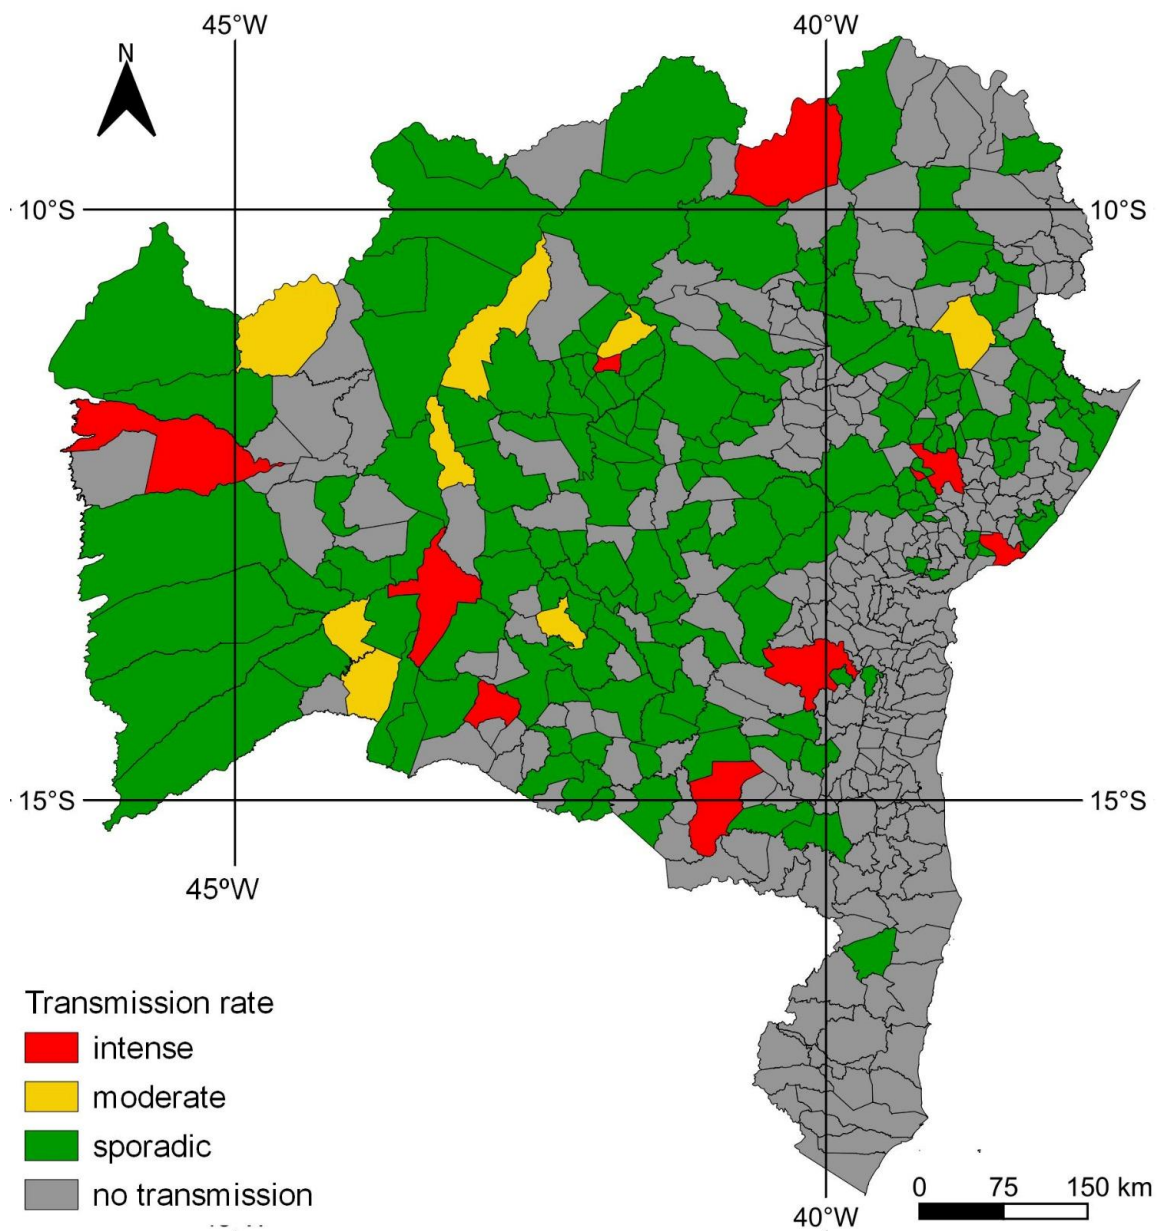 45°W 40°W
N
10°S 10°S
15°S 15°S
45ºW
Transmission rate
intense
moderate
sporadic
no transmission
0 75 150 km
40°W